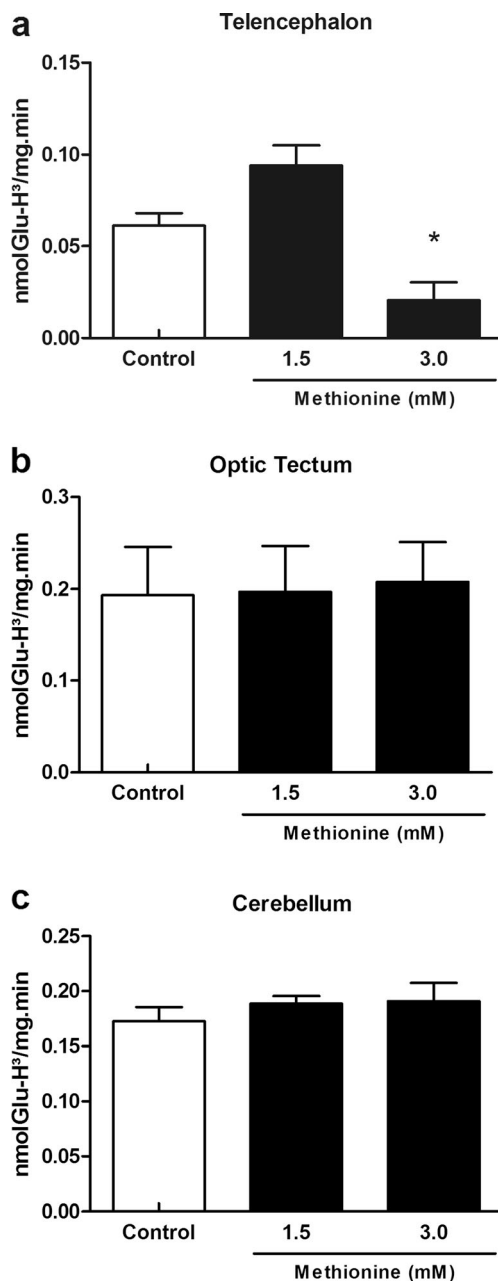 a
Telencephalon
nmolGlu-H³/mg.min
0.15
0.10
0.05
0.00
*
Control 1.5 3.0
Methionine (mM)
b
Optic Tectum
nmolGlu-H³/mg.min
0.3
0.2
0.1
0.0
Control 1.5 3.0
Methionine (mM)
c
Cerebellum
nmolGlu-H³/mg.min
0.25
0.20
0.15
0.10
0.05
0.00
Control 1.5 3.0
Methionine (mM)